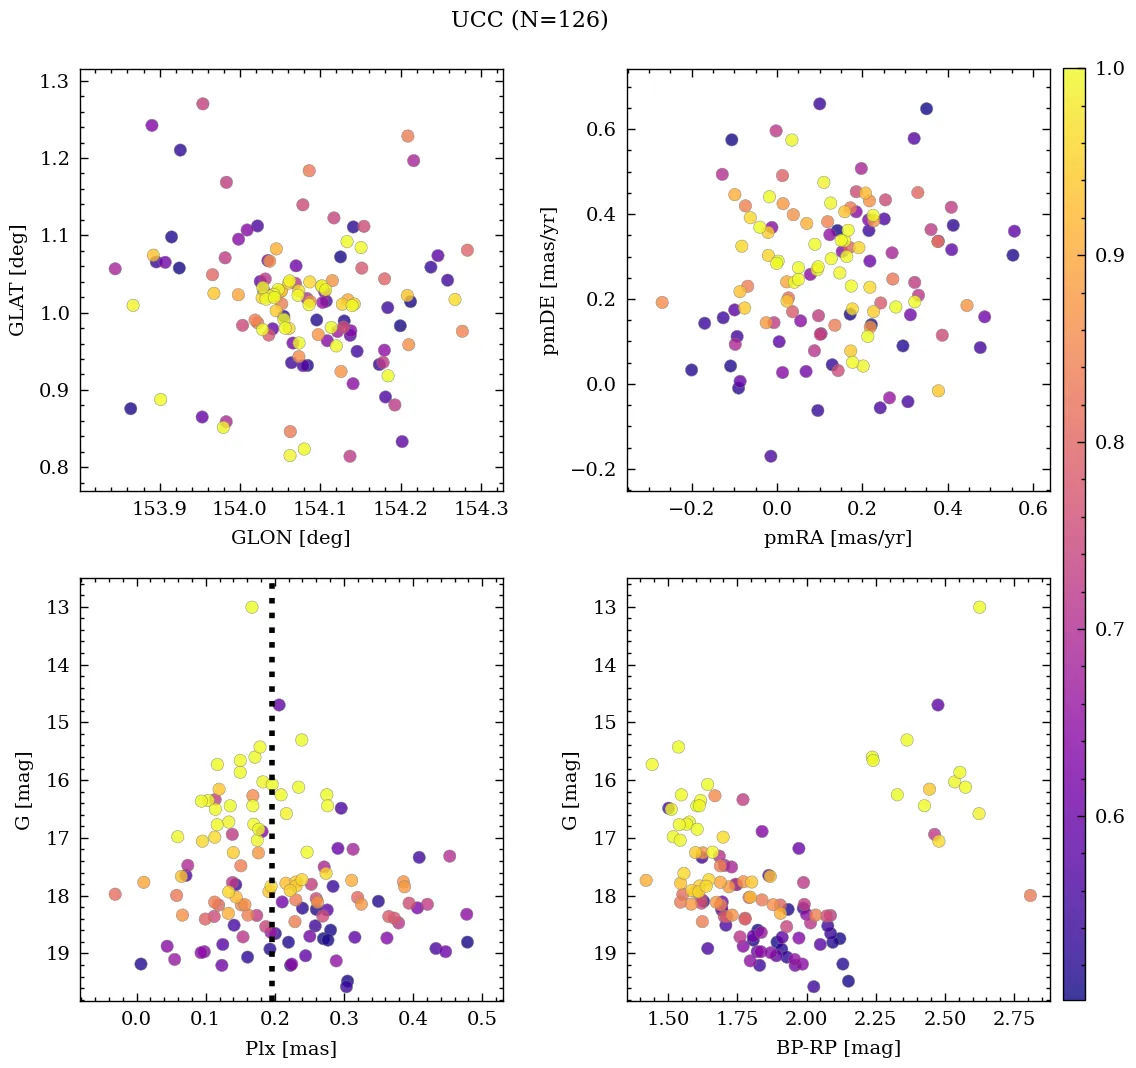 UCC (N=126)
1.3
1.2
1.1
1.0
0.9
0.8
GLAT [deg]
153.9 154.0 154.1 154.2 154.3
GLON [deg]
0.6
0.4
0.2
0.0
−0.2
pmDE [mas/yr]
−0.2 0.0 0.2 0.4 0.6
pmRA [mas/yr]
13
14
15
16
17
18
19
G [mag]
0.0 0.1 0.2 0.3 0.4 0.5
Plx [mas]
13
14
15
16
17
18
19
G [mag]
1.50 1.75 2.00 2.25 2.50 2.75
BP-RP [mag]
1.0
0.9
0.8
0.7
0.6